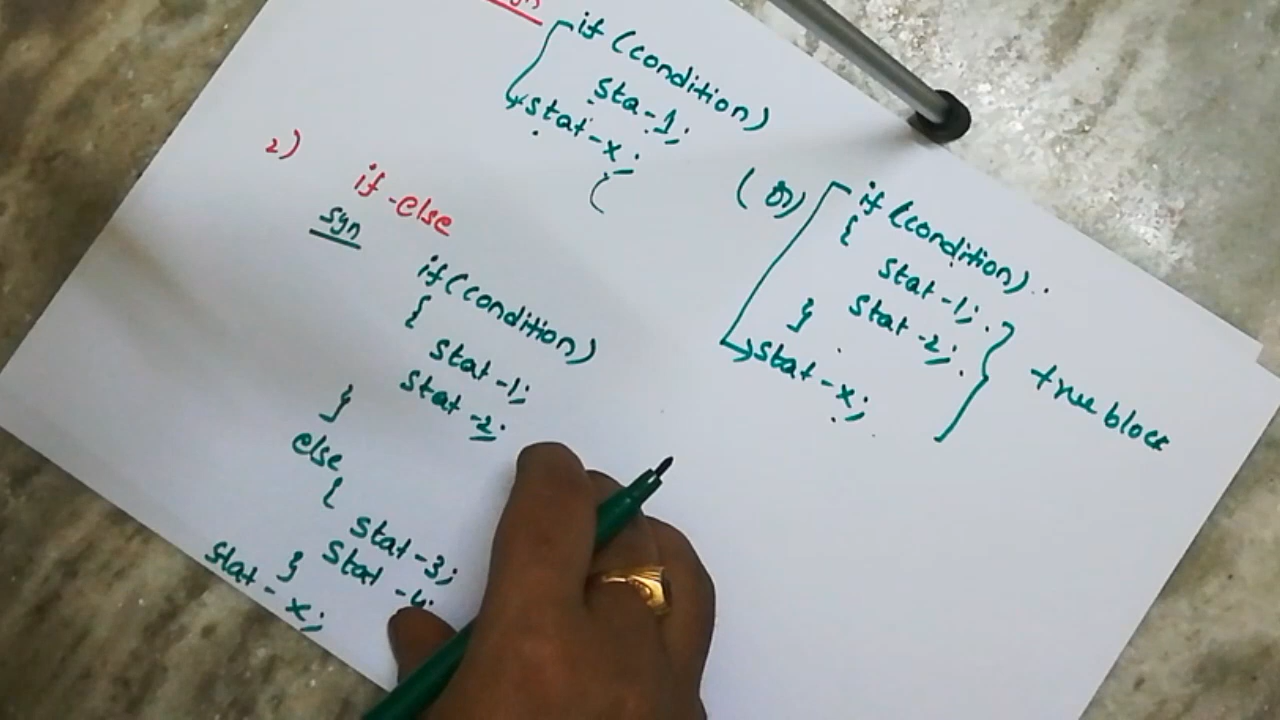 if (condition)
sta-1;
stat-x;
(or)
if (condition)
{
stat-1;
stat-2;
}
stat-x;
} true block
2) if-else
syn
if(condition)
{
stat-1;
stat-2;
}
else
{
stat-3;
stat-4;
}
stat-x;